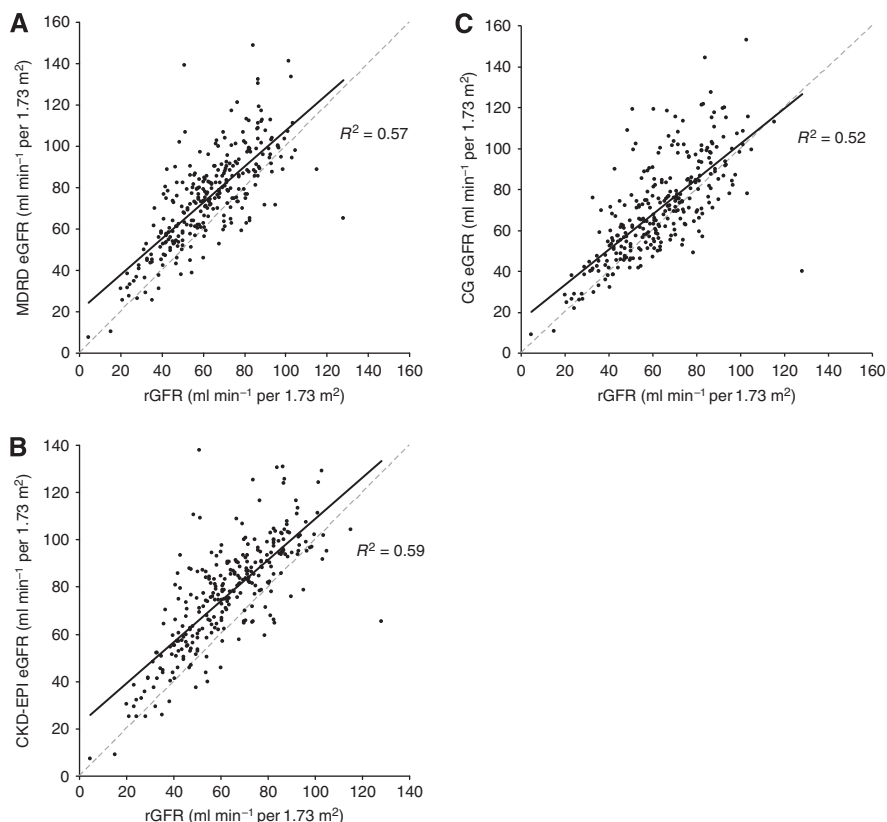 A
160
140
120
100
80
60
40
20
0
MDRD eGFR (ml min⁻¹ per 1.73 m²)
R² = 0.57
0 20 40 60 80 100 120 140 160
rGFR (ml min⁻¹ per 1.73 m²)
C
160
140
120
100
80
60
40
20
0
CG eGFR (ml min⁻¹ per 1.73 m²)
R² = 0.52
0 20 40 60 80 100 120 140 160
rGFR (ml min⁻¹ per 1.73 m²)
B
140
120
100
80
60
40
20
0
CKD-EPI eGFR (ml min⁻¹ per 1.73 m²)
R² = 0.59
0 20 40 60 80 100 120 140
rGFR (ml min⁻¹ per 1.73 m²)